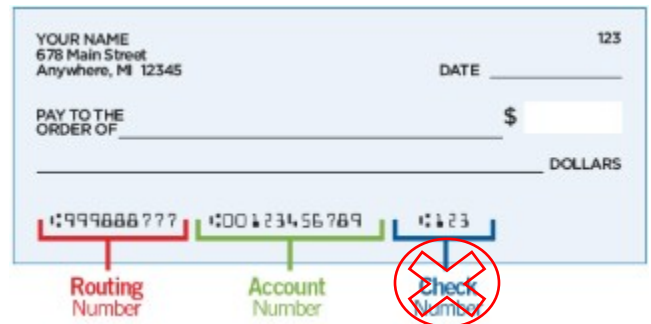 YOUR NAME 123
678 Main Street
Anywhere, MI 12345 DATE
PAY TO THE
ORDER OF $
DOLLARS
⑆999888777 ⑆00123456789 ⑆123
Routing Account Check
Number Number Number